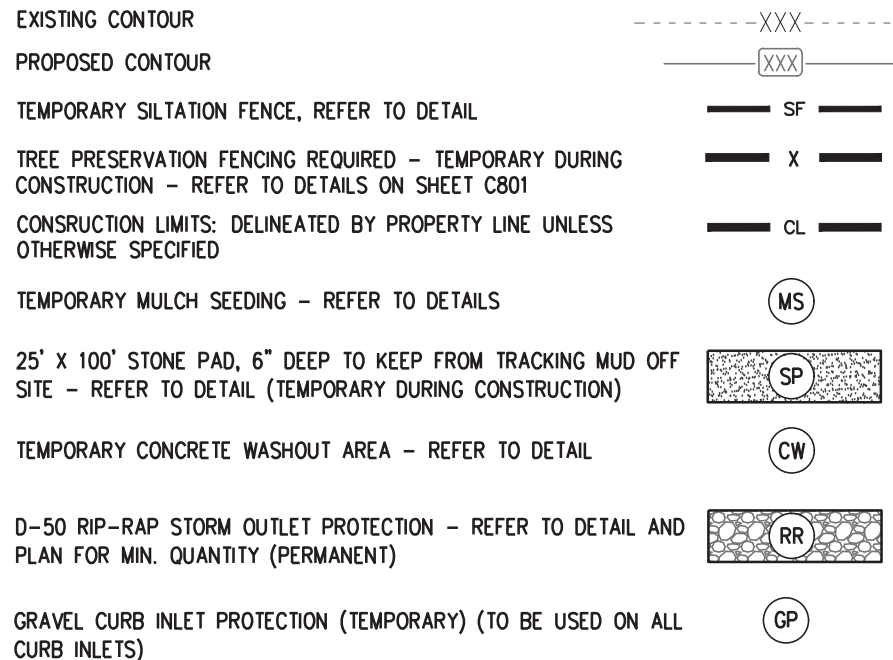 EXISTING CONTOUR XXX
PROPOSED CONTOUR XXX
TEMPORARY SILTATION FENCE, REFER TO DETAIL SF
TREE PRESERVATION FENCING REQUIRED – TEMPORARY DURING X
CONSTRUCTION – REFER TO DETAILS ON SHEET C801
CONSRUCTION LIMITS: DELINEATED BY PROPERTY LINE UNLESS CL
OTHERWISE SPECIFIED
TEMPORARY MULCH SEEDING – REFER TO DETAILS MS
25' X 100' STONE PAD, 6" DEEP TO KEEP FROM TRACKING MUD OFF SP
SITE – REFER TO DETAIL (TEMPORARY DURING CONSTRUCTION)
TEMPORARY CONCRETE WASHOUT AREA – REFER TO DETAIL CW
D-50 RIP-RAP STORM OUTLET PROTECTION – REFER TO DETAIL AND RR
PLAN FOR MIN. QUANTITY (PERMANENT)
GRAVEL CURB INLET PROTECTION (TEMPORARY) (TO BE USED ON ALL GP
CURB INLETS)